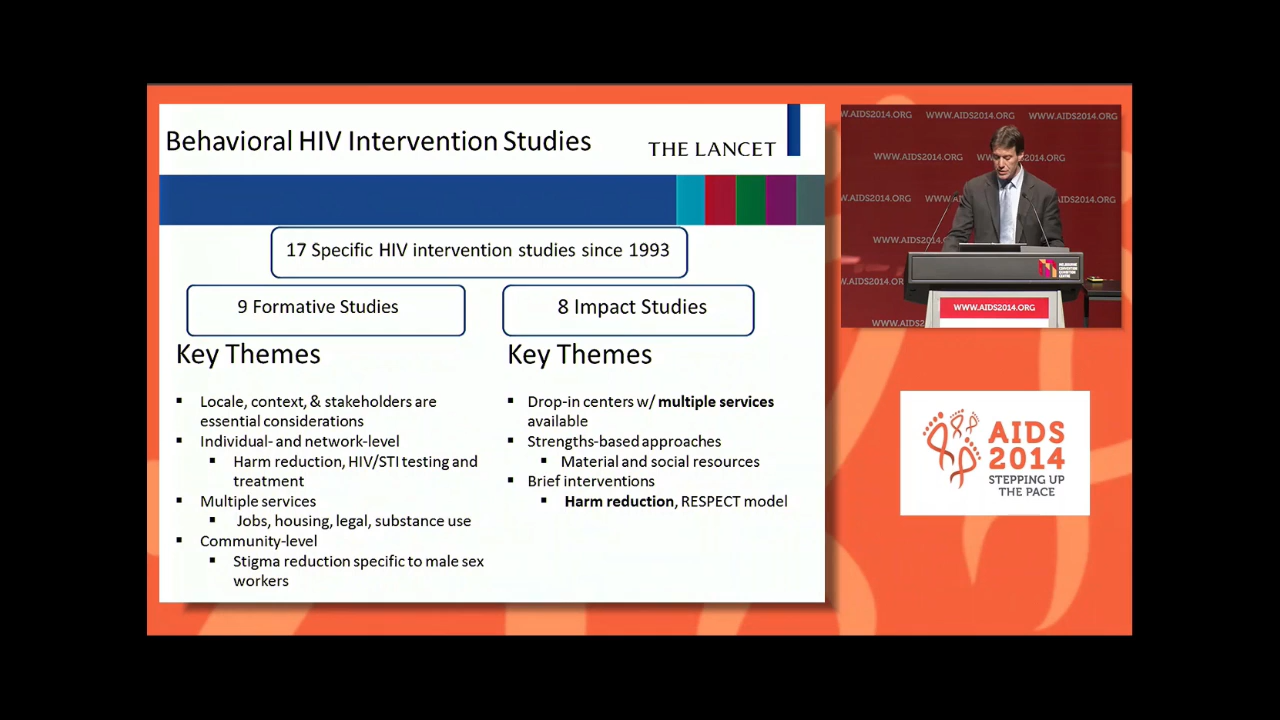 Behavioral HIV Intervention Studies
THE LANCET
17 Specific HIV intervention studies since 1993
9 Formative Studies
Key Themes
Locale, context, & stakeholders are
essential considerations
Individual- and network-level
Harm reduction, HIV/STI testing and
treatment
Multiple services
Jobs, housing, legal, substance use
Community-level
Stigma reduction specific to male sex
workers
8 Impact Studies
Key Themes
Drop-in centers w/ multiple services
available
Strengths-based approaches
Material and social resources
Brief interventions
Harm reduction, RESPECT model
W.AIDS2014.ORG WWW.AIDS2014.ORG WWW.AIDS2014.ORG
WWW.AIDS2014.ORG
WWW.AIDS2014.ORG
AIDS
2014
STEPPING UP
THE PACE